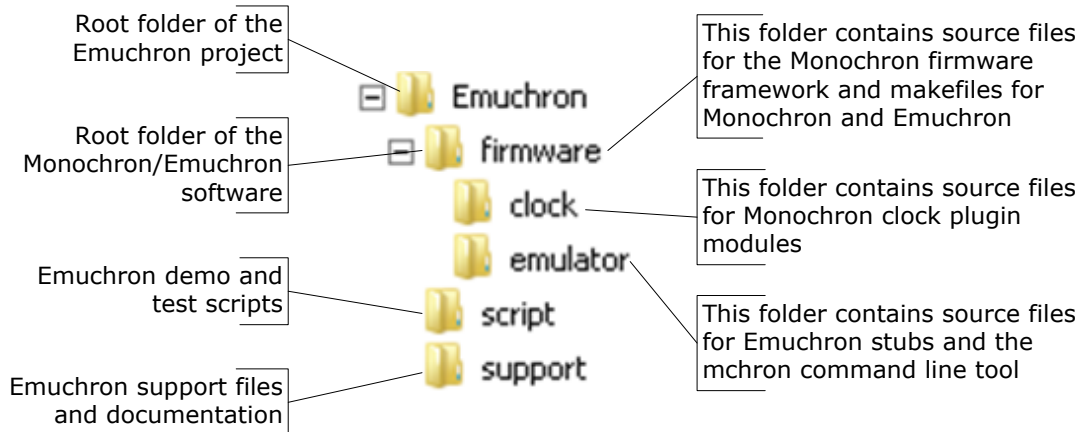 Root folder of the
Emuchron project
Root folder of the
Monochron/Emuchron
software
Emuchron demo and
test scripts
Emuchron support files
and documentation
Emuchron
firmware
clock
emulator
script
support
This folder contains source files
for the Monochron firmware
framework and makefiles for
Monochron and Emuchron
This folder contains source files
for Monochron clock plugin
modules
This folder contains source files
for Emuchron stubs and the
mchron command line tool